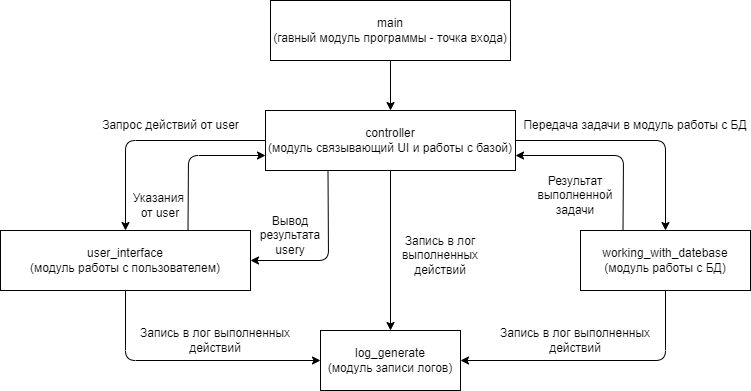 main
(гавный модуль программы - точка входа)
Запрос действий от user
controller
(модуль связывающий UI и работы с базой)
Передача задачи в модуль работы с БД
Указания
от user
Вывод
результата
usery
Запись в лог
выполненных
действий
Результат
выполненной
задачи
user_interface
(модуль работы с пользователем)
working_with_datebase
(модуль работы с БД)
Запись в лог выполненных
действий
log_generate
(модуль записи логов)
Запись в лог выполненных
действий